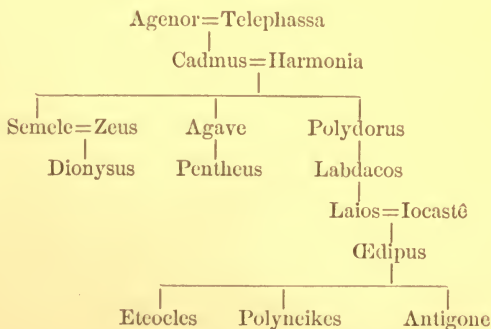 Agenor=Telephassa
Cadmus=Harmonia
Semele=Zeus Agave Polydorus
Dionysus Pentheus Labdacos
Laios=Iocastê
Œdipus
Eteocles Polyneikes Antigone